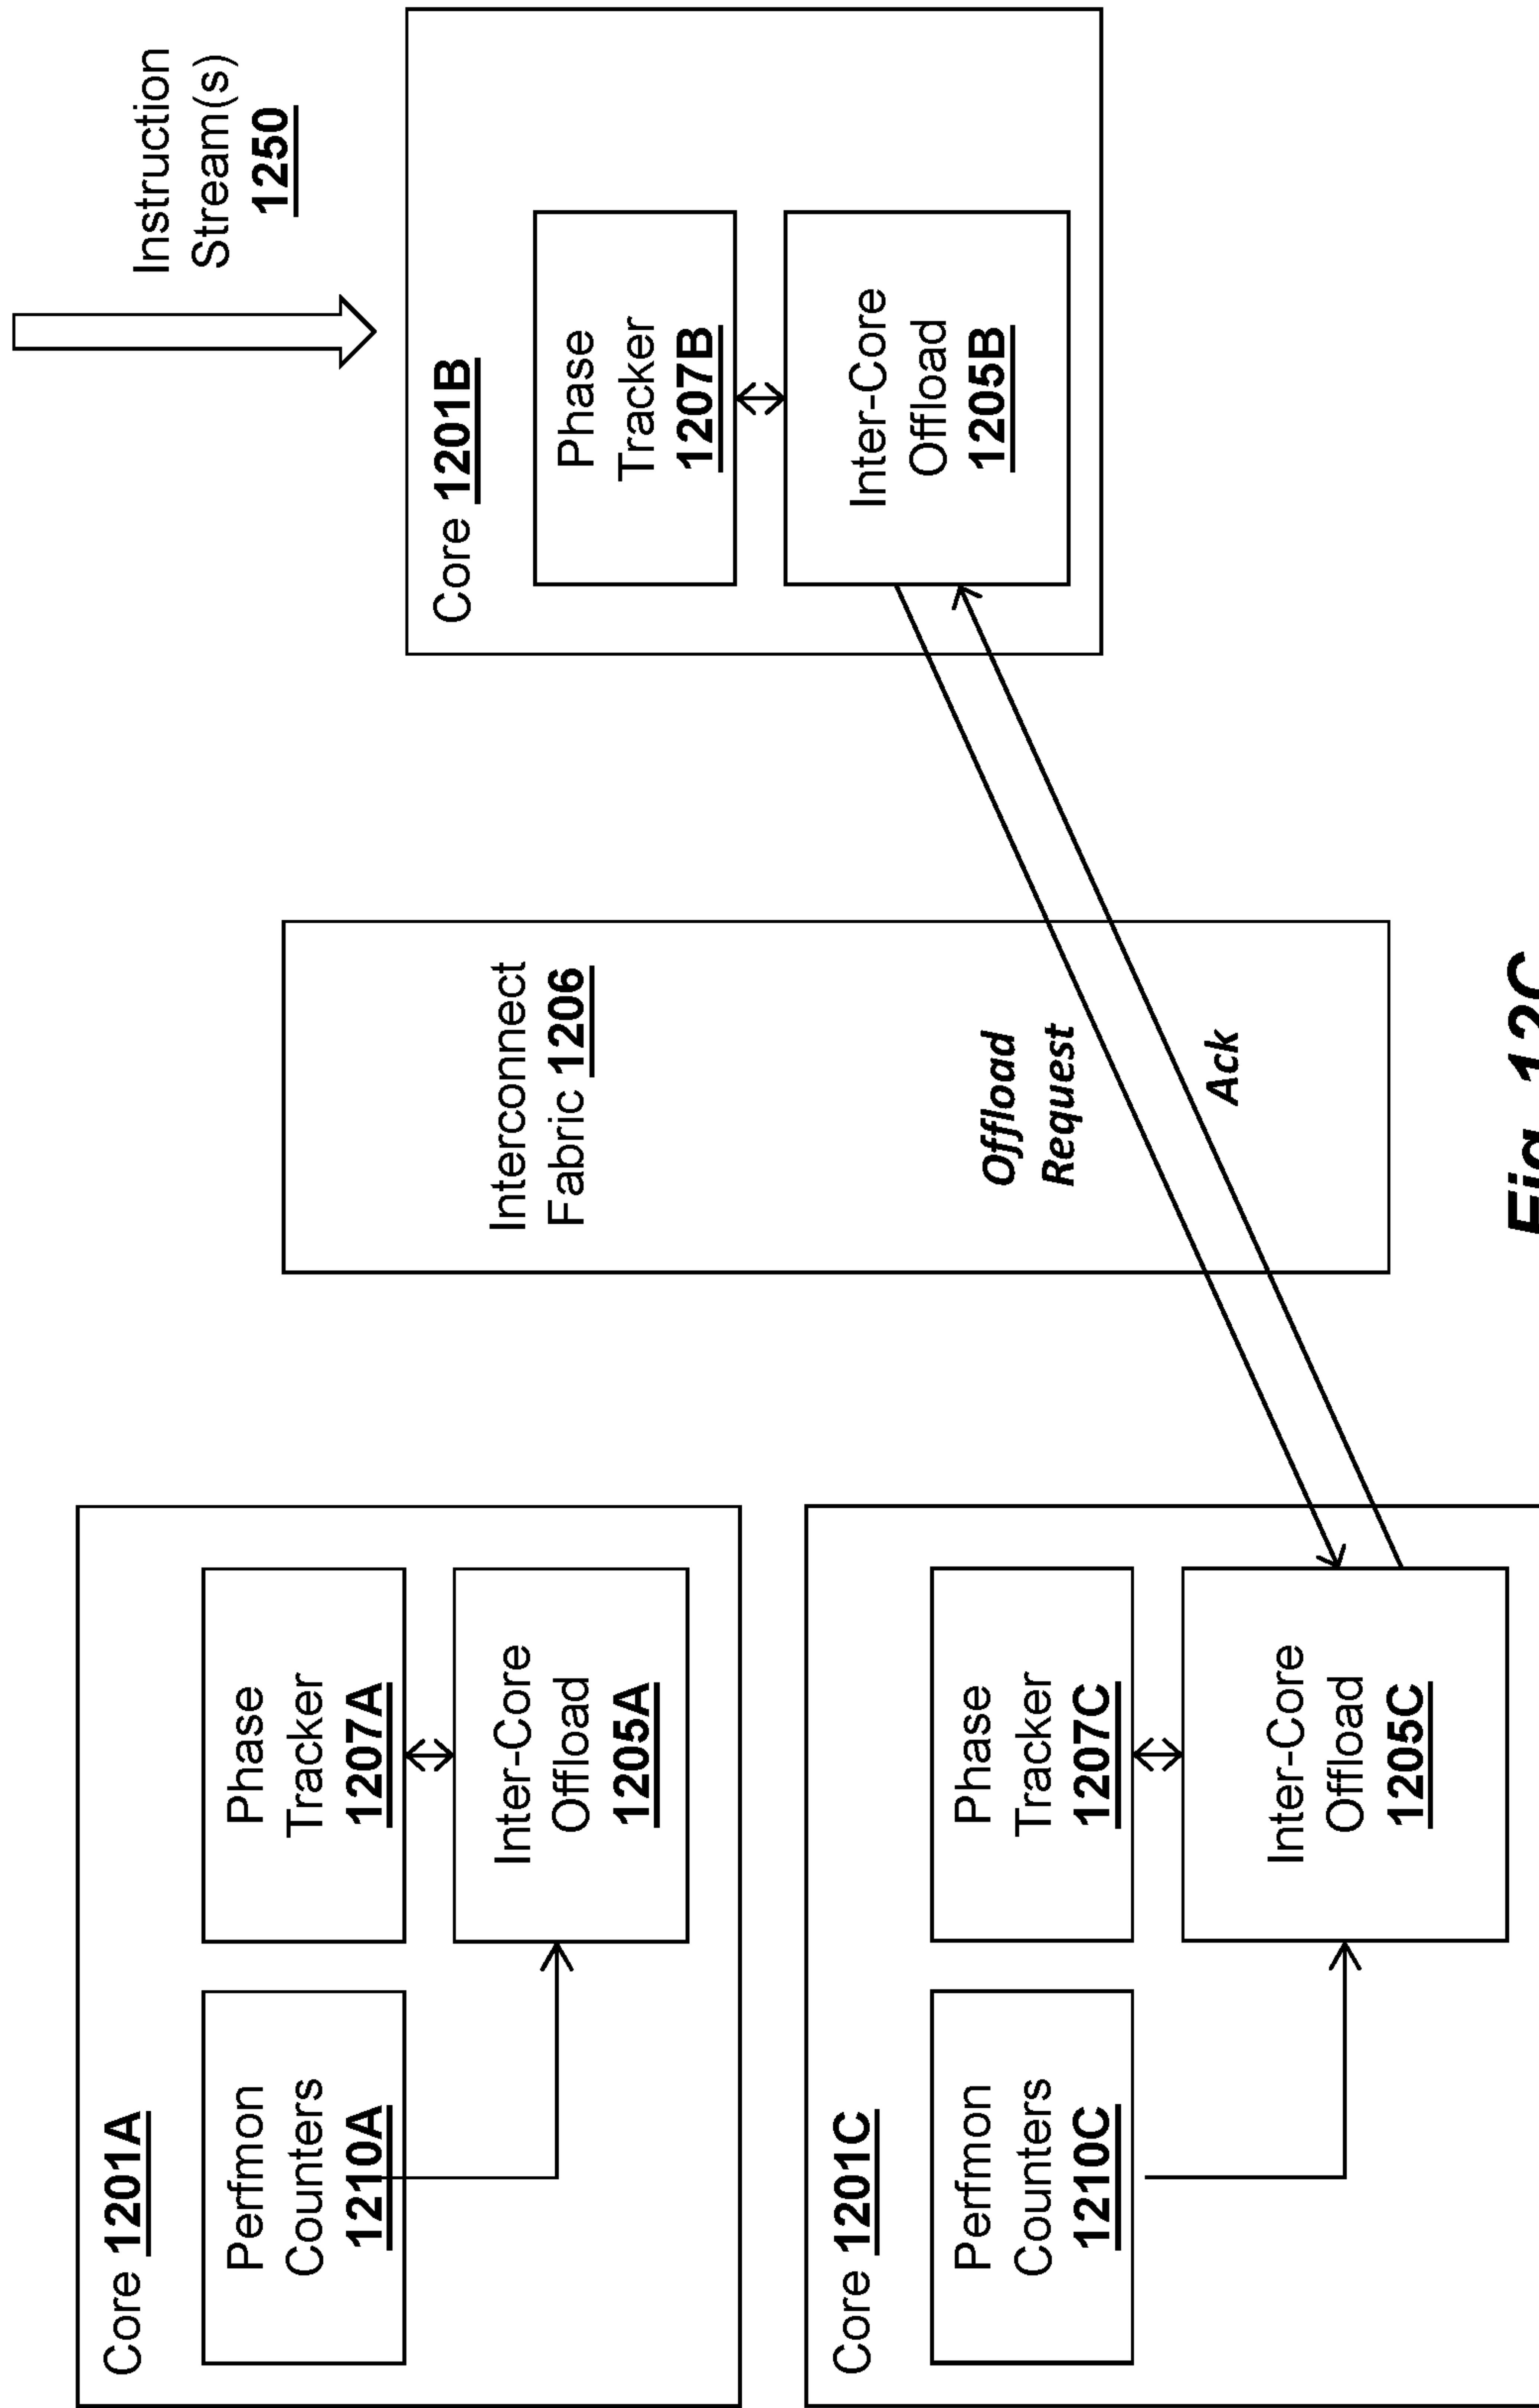 Core 1201A
Perfmon
Counters
1210A
Phase
Tracker
1207A
Inter-Core
Offload
1205A
Core 1201C
Perfmon
Counters
1210C
Phase
Tracker
1207C
Inter-Core
Offload
1205C
Interconnect
Fabric 1206
Offload
Request
Ack
Instruction
Stream(s)
1250
Core 1201B
Phase
Tracker
1207B
Inter-Core
Offload
1205B
Fig. 12C